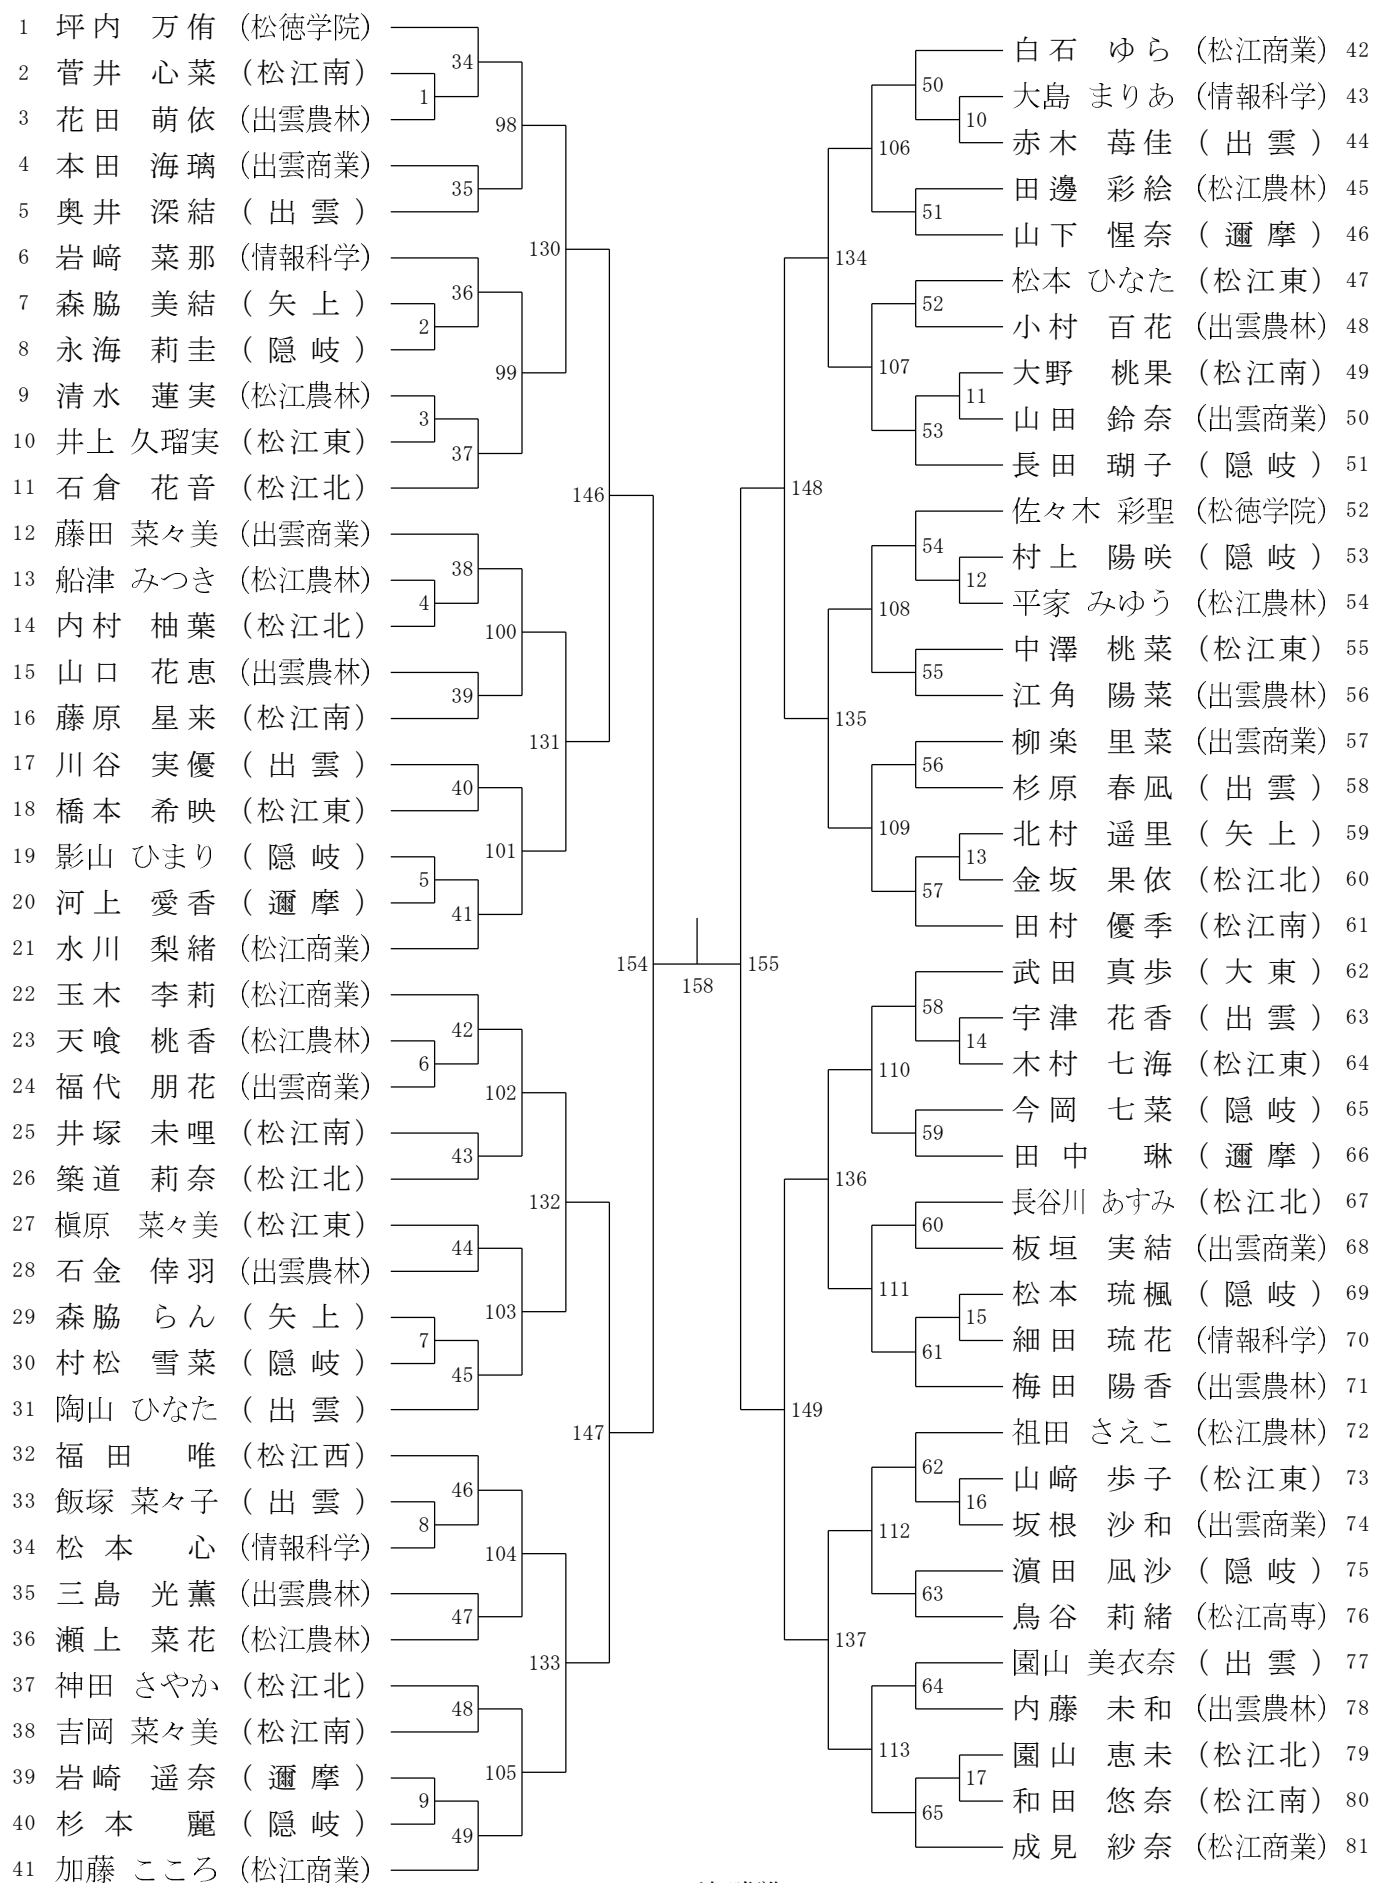 1 坪内 万侑 (松徳学院)
2 菅井 心菜 (松江南)
3 花田 萌依 (出雲農林)
4 本田 海璃 (出雲商業)
5 奥井 深結 (出雲)
6 岩﨑 菜那 (情報科学)
7 森脇 美結 (矢上)
8 永海 莉圭 (隠岐)
9 清水 蓮実 (松江農林)
10 井上 久瑠実 (松江東)
11 石倉 花音 (松江北)
12 藤田 菜々美 (出雲商業)
13 船津 みつき (松江農林)
14 内村 柚葉 (松江北)
15 山口 花恵 (出雲農林)
16 藤原 星来 (松江南)
17 川谷 実優 (出雲)
18 橋本 希映 (松江東)
19 影山 ひまり (隠岐)
20 河上 愛香 (邇摩)
21 水川 梨緒 (松江商業)
22 玉木 李莉 (松江商業)
23 天喰 桃香 (松江農林)
24 福代 朋花 (出雲商業)
25 井塚 未哩 (松江南)
26 築道 莉奈 (松江北)
27 槇原 菜々美 (松江東)
28 石金 倖羽 (出雲農林)
29 森脇 らん (矢上)
30 村松 雪菜 (隠岐)
31 陶山 ひなた (出雲)
32 福田 唯 (松江西)
33 飯塚 菜々子 (出雲)
34 松本 心 (情報科学)
35 三島 光薫 (出雲農林)
36 瀬上 菜花 (松江農林)
37 神田 さやか (松江北)
38 吉岡 菜々美 (松江南)
39 岩崎 遥奈 (邇摩)
40 杉本 麗 (隠岐)
41 加藤 こころ (松江商業)
34
1
98
35
130
36
2
99
3
37
146
38
4
100
39
131
40
101
5
41
154
42
6
102
43
132
44
103
7
45
147
46
8
104
47
133
48
105
9
49
158
155
50
10
106
51
134
52
107
11
53
148
54
12
108
55
135
56
109
13
57
58
14
110
59
136
60
111
15
61
149
62
16
112
63
137
64
113
17
65
白石 ゆら (松江商業) 42
大島 まりあ (情報科学) 43
赤木 苺佳 (出雲) 44
田邊 彩絵 (松江農林) 45
山下 惺奈 (邇摩) 46
松本 ひなた (松江東) 47
小村 百花 (出雲農林) 48
大野 桃果 (松江南) 49
山田 鈴奈 (出雲商業) 50
長田 瑚子 (隠岐) 51
佐々木 彩聖 (松徳学院) 52
村上 陽咲 (隠岐) 53
平家 みゆう (松江農林) 54
中澤 桃菜 (松江東) 55
江角 陽菜 (出雲農林) 56
柳楽 里菜 (出雲商業) 57
杉原 春凪 (出雲) 58
北村 遥里 (矢上) 59
金坂 果依 (松江北) 60
田村 優季 (松江南) 61
武田 真歩 (大東) 62
宇津 花香 (出雲) 63
木村 七海 (松江東) 64
今岡 七菜 (隠岐) 65
田中 琳 (邇摩) 66
長谷川 あすみ (松江北) 67
板垣 実結 (出雲商業) 68
松本 琉楓 (隠岐) 69
細田 琉花 (情報科学) 70
梅田 陽香 (出雲農林) 71
祖田 さえこ (松江農林) 72
山﨑 歩子 (松江東) 73
坂根 沙和 (出雲商業) 74
濵田 凪沙 (隠岐) 75
鳥谷 莉緒 (松江高専) 76
園山 美衣奈 (出雲) 77
内藤 未和 (出雲農林) 78
園山 恵未 (松江北) 79
和田 悠奈 (松江南) 80
成見 紗奈 (松江商業) 81